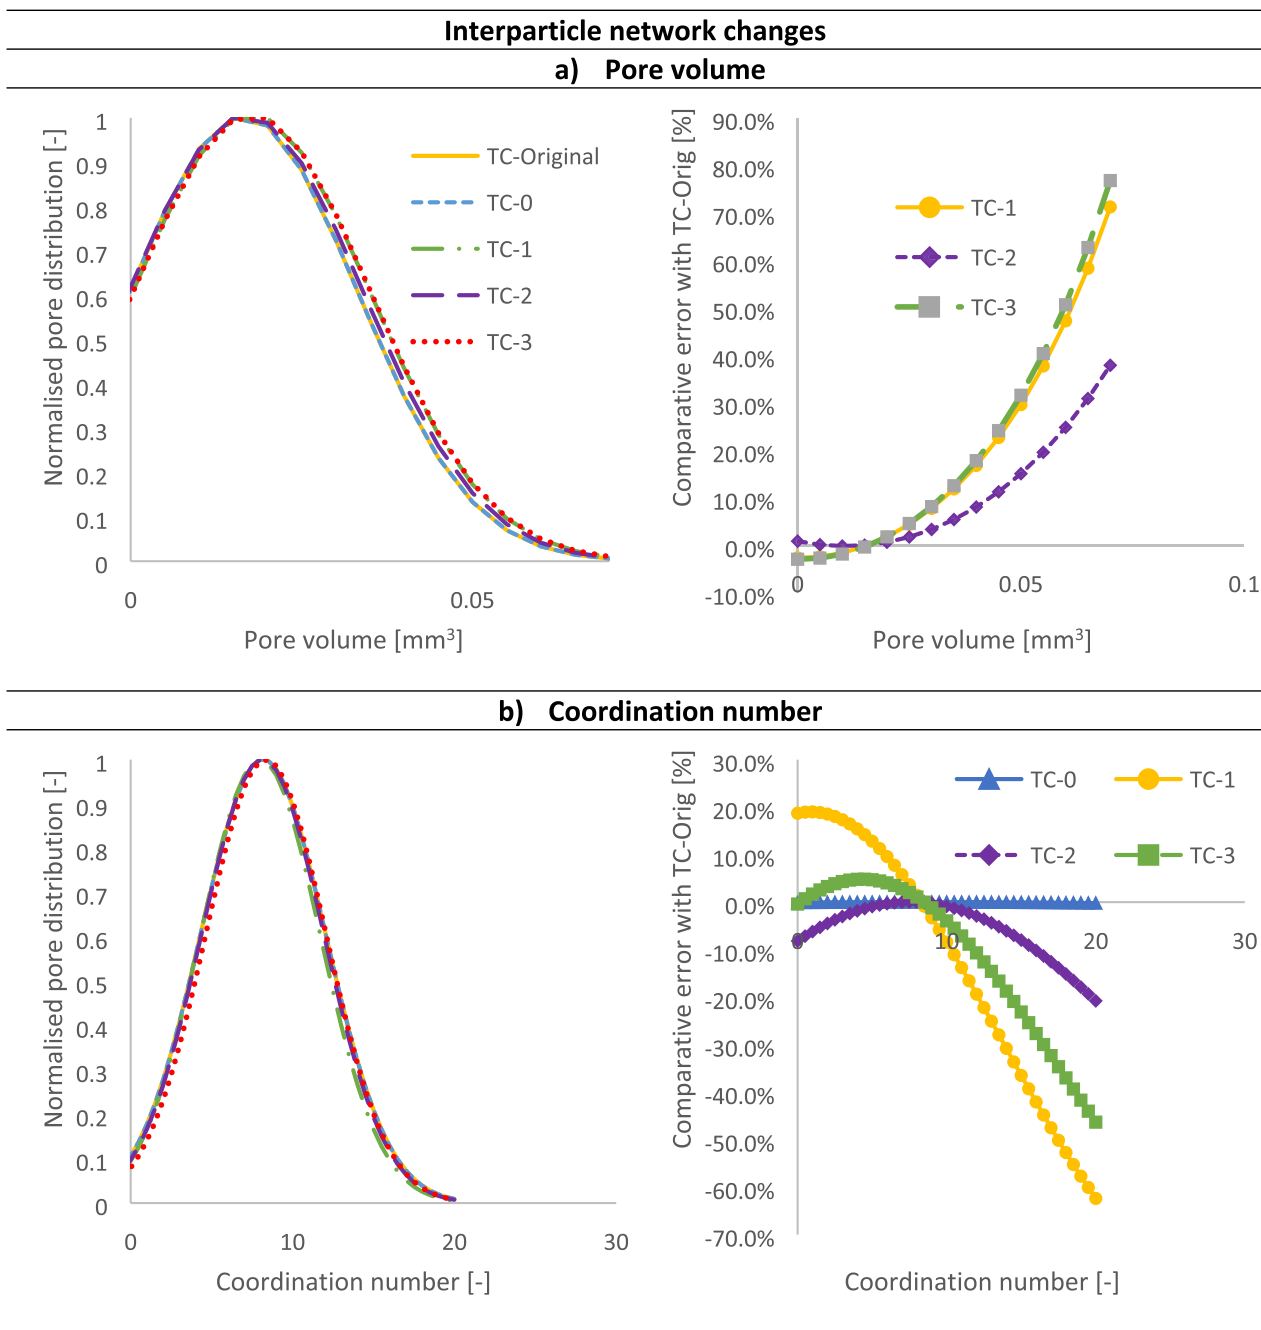 Interparticle network changes
a) Pore volume
Normalised pore distribution [-]
1
0.9
0.8
0.7
0.6
0.5
0.4
0.3
0.2
0.1
0
0
0.05
Pore volume [mm³]
TC-Original
TC-0
TC-1
TC-2
TC-3
Comparative error with TC-Orig [%]
90.0%
80.0%
70.0%
60.0%
50.0%
40.0%
30.0%
20.0%
10.0%
0.0%
-10.0%
0
0.05
0.1
Pore volume [mm³]
TC-1
TC-2
TC-3
b) Coordination number
Normalised pore distribution [-]
1
0.9
0.8
0.7
0.6
0.5
0.4
0.3
0.2
0.1
0
0
10
20
30
Coordination number [-]
Comparative error with TC-Orig [%]
30.0%
20.0%
10.0%
0.0%
-10.0%
-20.0%
-30.0%
-40.0%
-50.0%
-60.0%
-70.0%
0
10
20
30
Coordination number [-]
TC-0
TC-1
TC-2
TC-3